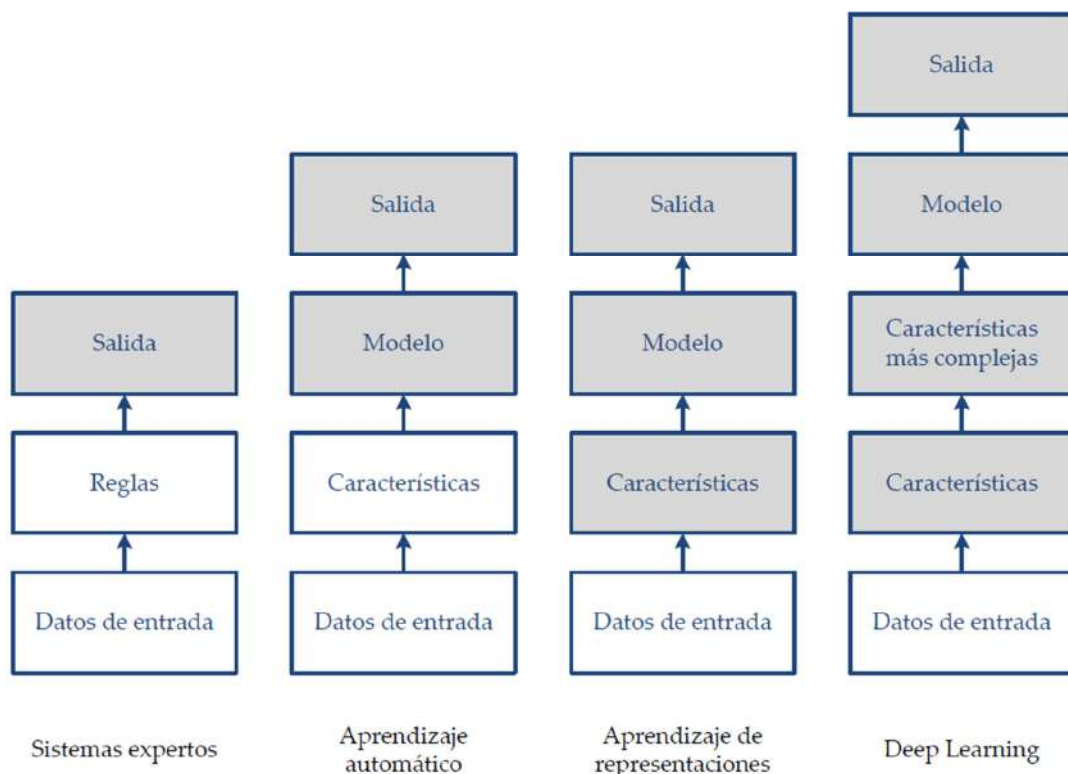 Salida
Modelo
Características
más complejas
Características
Datos de entrada
Deep Learning
Salida
Modelo
Características
Datos de entrada
Aprendizaje de
representaciones
Salida
Modelo
Características
Datos de entrada
Aprendizaje
automático
Salida
Reglas
Datos de entrada
Sistemas expertos